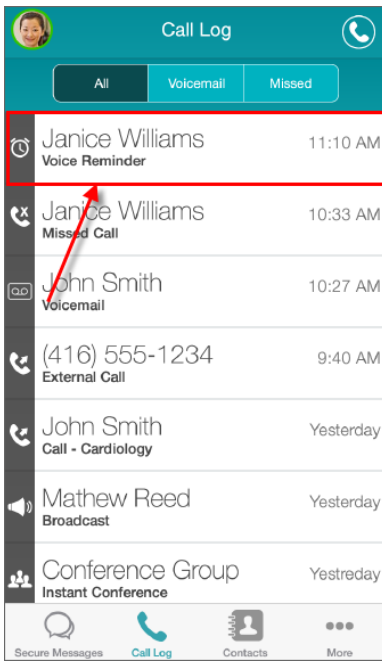 Call Log
All Voicemail Missed
Janice Williams 11:10 AM
Voice Reminder
Janice Williams 10:33 AM
Missed Call
John Smith 10:27 AM
Voicemail
(416) 555-1234 9:40 AM
External Call
John Smith Yesterday
Call - Cardiology
Mathew Reed Yesterday
Broadcast
Conference Group Yestreday
Instant Conference
Secure Messages Call Log Contacts More